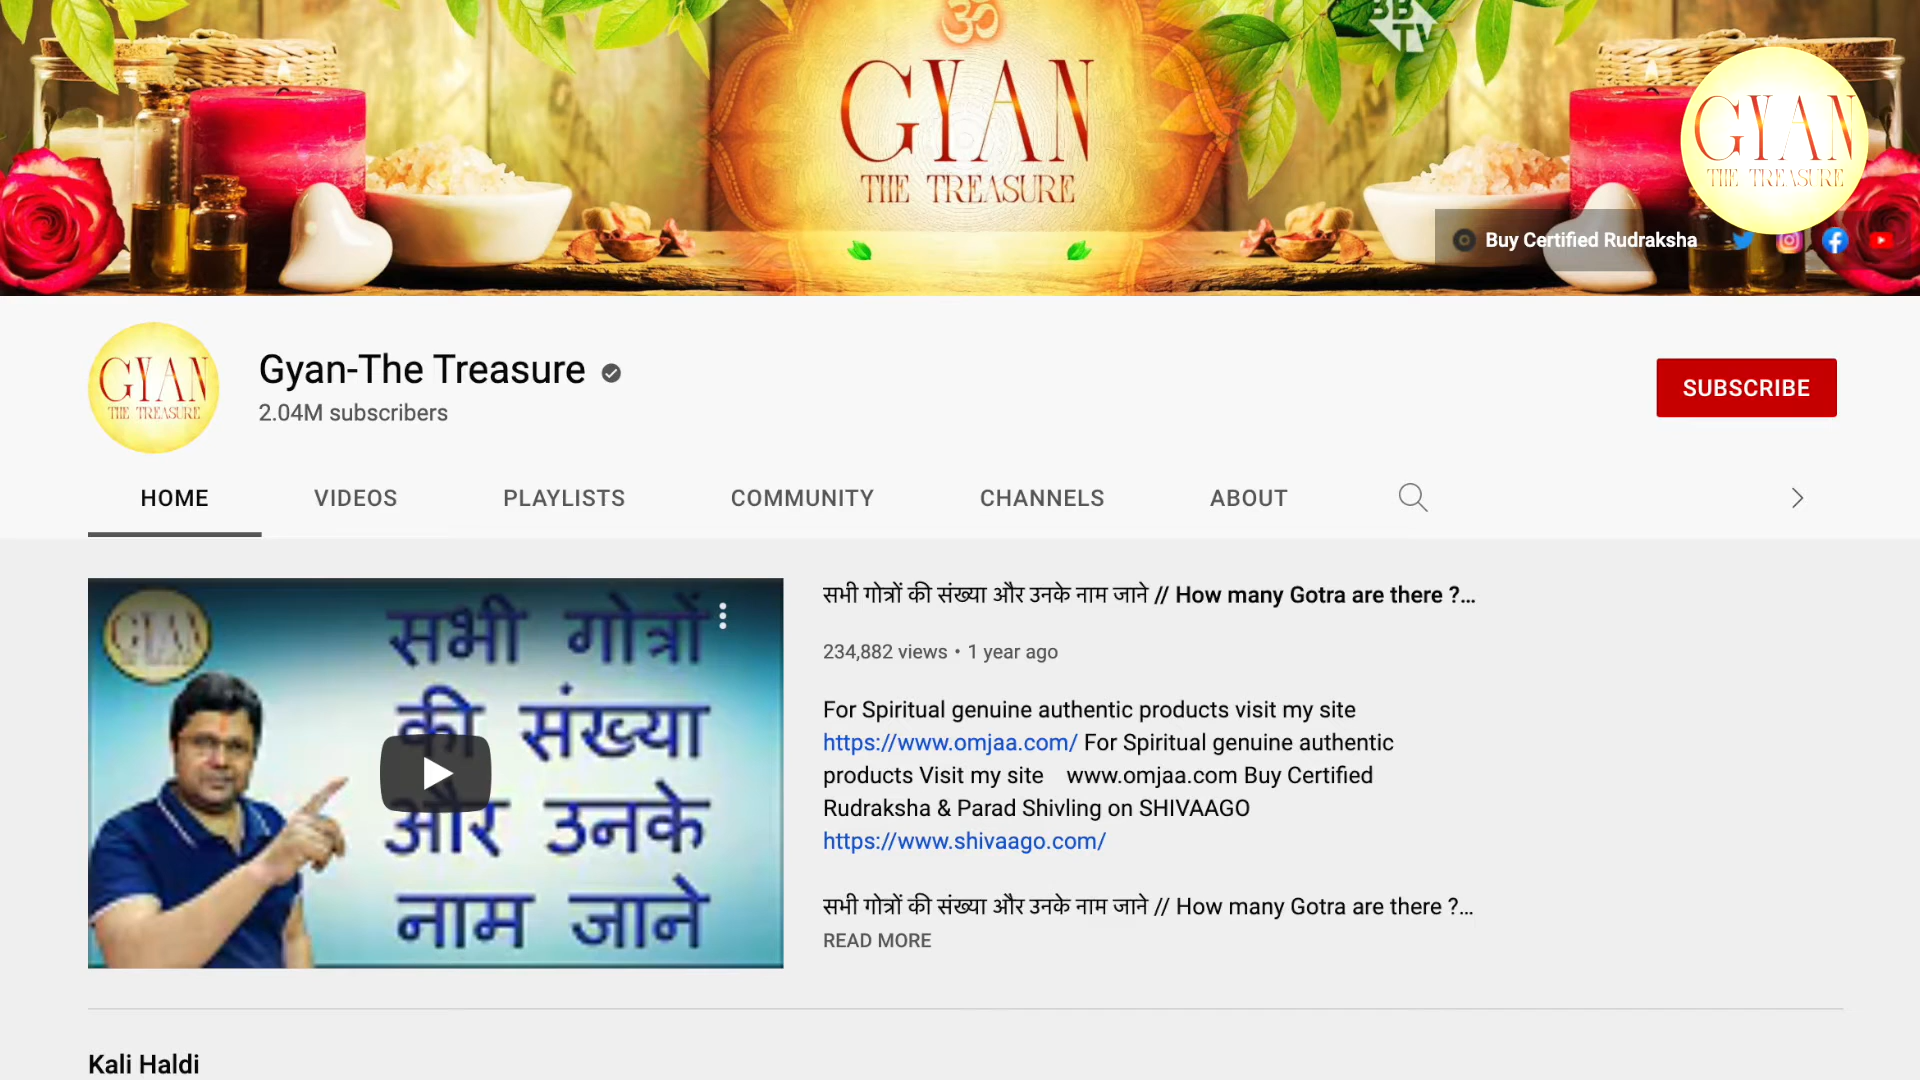 ॐ
BBTV
GYAN
THE TREASURE
GYAN
THE TREASURE
Buy Certified Rudraksha
GYAN
THE TREASURE
Gyan-The Treasure
2.04M subscribers
SUBSCRIBE
HOME VIDEOS PLAYLISTS COMMUNITY CHANNELS ABOUT
GYAN
सभी गोत्रों
की संख्या
और उनके
नाम जाने
सभी गोत्रों की संख्या और उनके नाम जाने // How many Gotra are there ?...
234,882 views • 1 year ago
For Spiritual genuine authentic products visit my site
https://www.omjaa.com/ For Spiritual genuine authentic
products Visit my site www.omjaa.com Buy Certified
Rudraksha & Parad Shivling on SHIVAAGO
https://www.shivaago.com/
सभी गोत्रों की संख्या और उनके नाम जाने // How many Gotra are there ?...
READ MORE
Kali Haldi